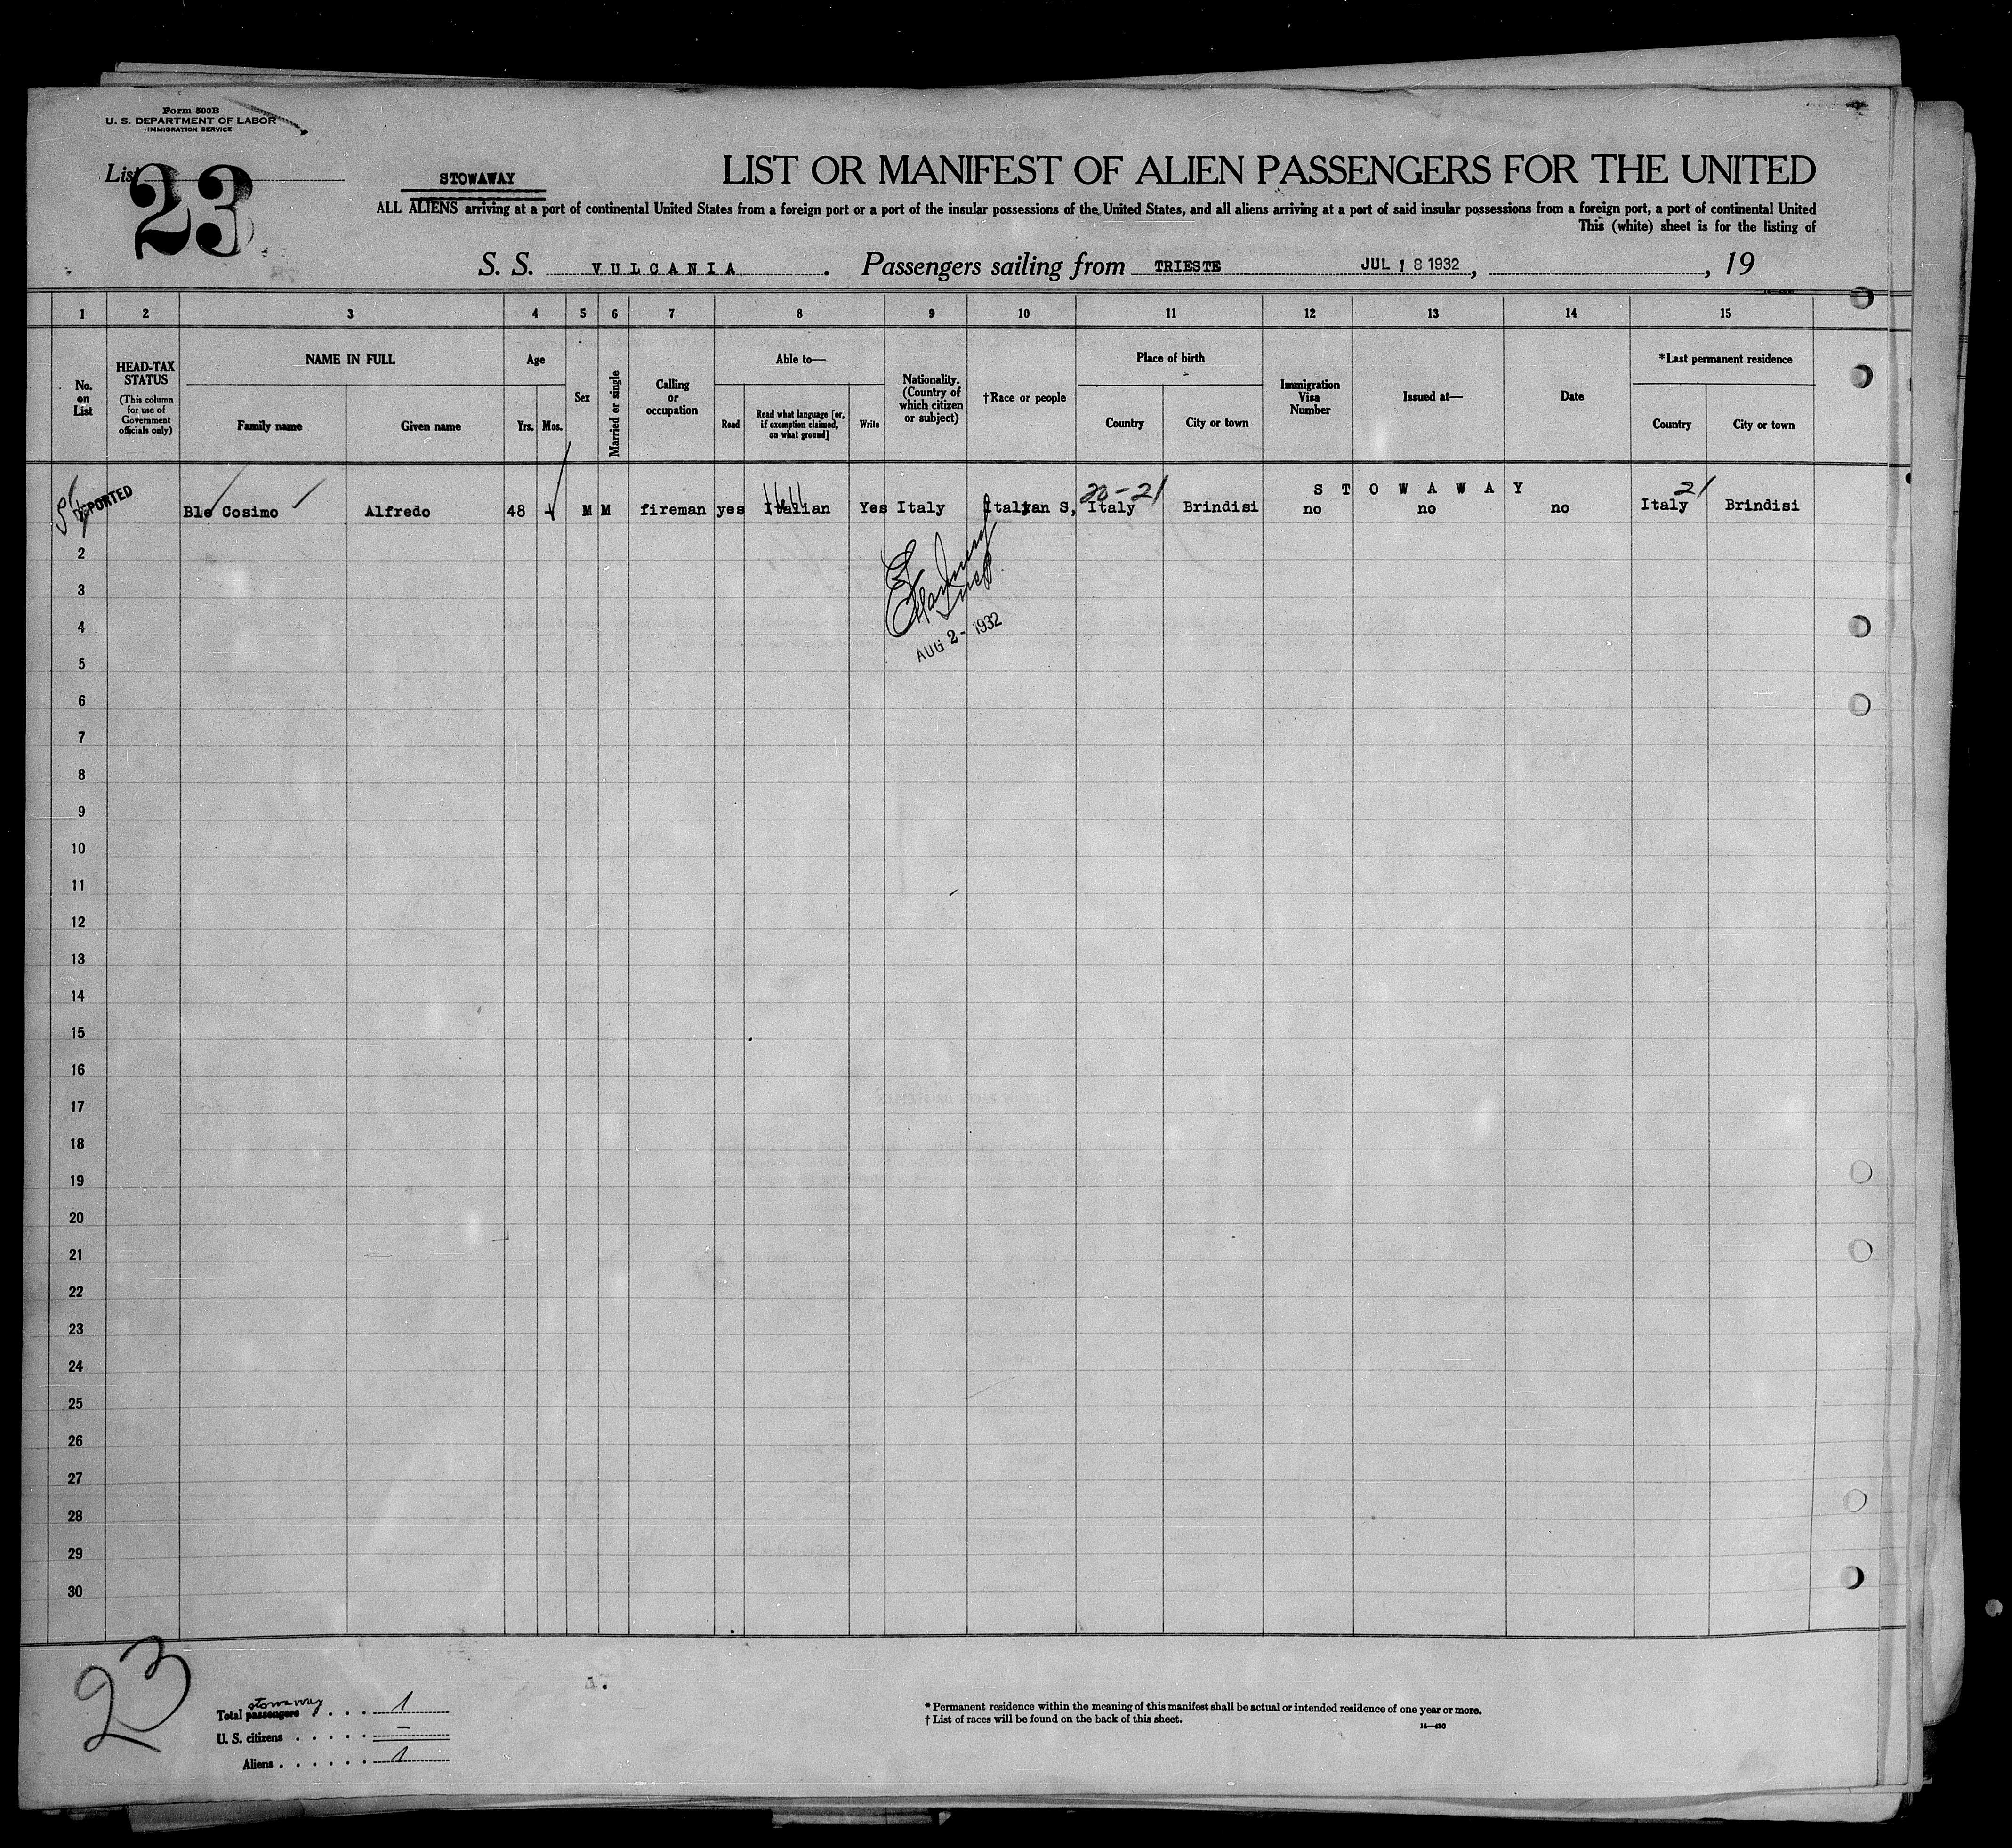 Form 500B
U. S. DEPARTMENT OF LABOR
IMMIGRATION SERVICE
List
23
STOWAWAY
LIST OR MANIFEST OF ALIEN PASSENGERS FOR THE UNITED
ALL ALIENS arriving at a port of continental United States from a foreign port or a port of the insular possessions of the United States, and all aliens arriving at a port of said insular possessions from a foreign port, a port of continental United
This (white) sheet is for the listing of
S. S. VULCANIA . Passengers sailing from TRIESTE JUL 18 1932 , , 19
1 2 3 4 5 6 7 8 9 10 11 12 13 14 15
No. on List
HEAD-TAX STATUS
(This column for use of Government officials only)
NAME IN FULL
Family name
Given name
Age
Yrs.
Mos.
Sex
Married or single
Calling or occupation
Able to—
Read
Read what language [or, if exemption claimed, on what ground]
Write
Nationality. (Country of which citizen or subject)
†Race or people
Place of birth
Country
City or town
Immigration Visa Number
Issued at—
Date
*Last permanent residence
Country
City or town
DEPORTED
20-21
STOWAWAY
21
Ble Cosimo Alfredo 48 M M fireman yes Italian Yes Italy Italian S, Italy Brindisi no no no Italy Brindisi
AUG 2- 1932
2
3
4
5
6
7
8
9
10
11
12
13
14
15
16
17
18
19
20
21
22
23
24
25
26
27
28
29
30
23
stowaway
Total passengers . . . 1
U. S. citizens . . . . . –
Aliens . . . . . . 1
* Permanent residence within the meaning of this manifest shall be actual or intended residence of one year or more.
† List of races will be found on the back of this sheet.